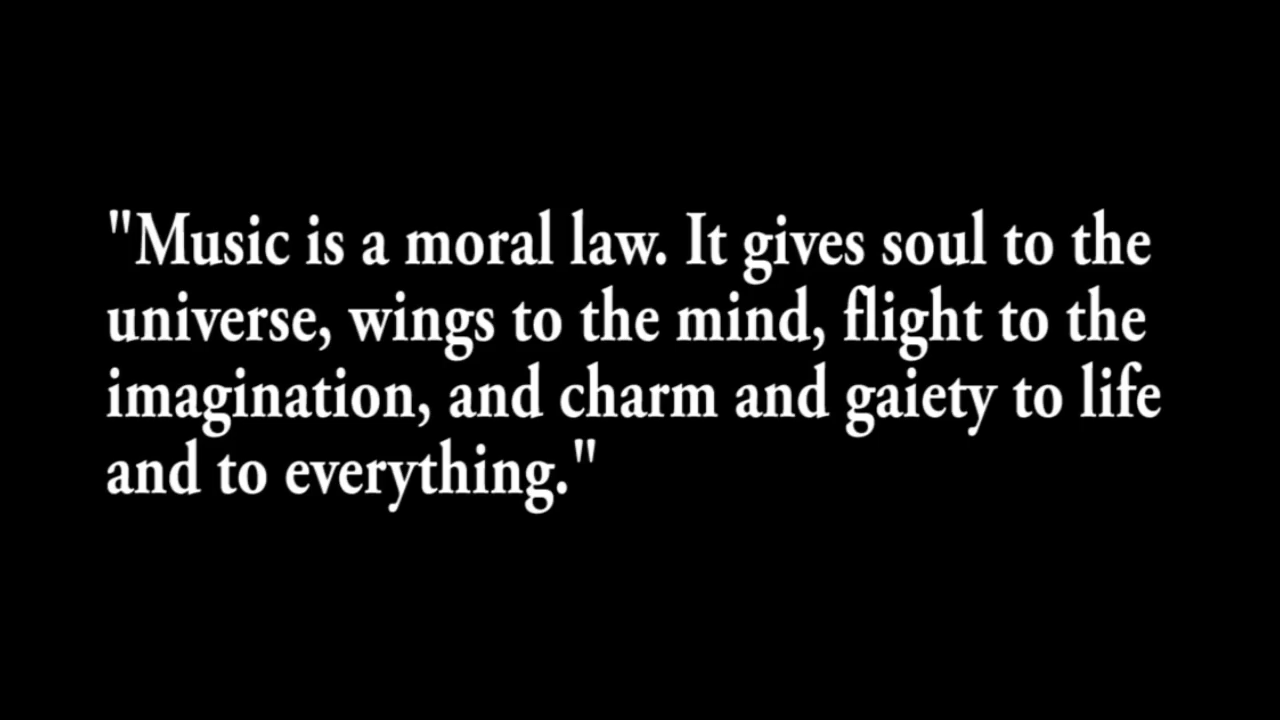 "Music is a moral law. It gives soul to the
universe, wings to the mind, flight to the
imagination, and charm and gaiety to life
and to everything."